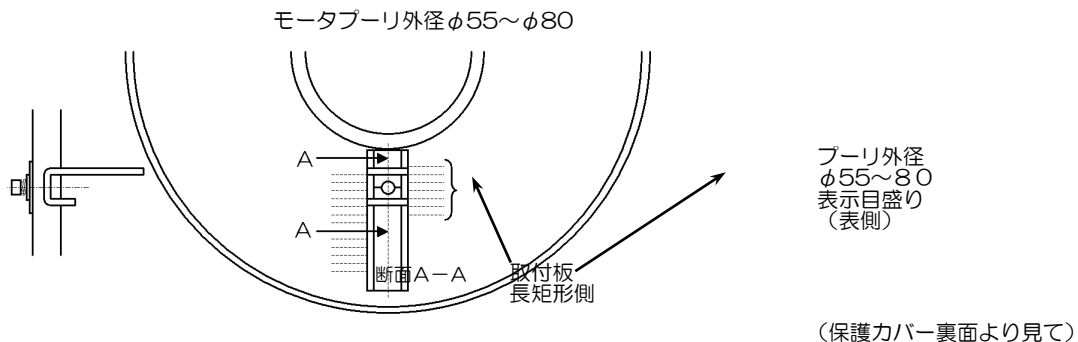 モータプーリ外径φ55～φ80
A
A
断面A－A
取付板
長矩形側
プーリ外径
φ55～８０
表示目盛り
（表側）
（保護カバー裏面より見て）